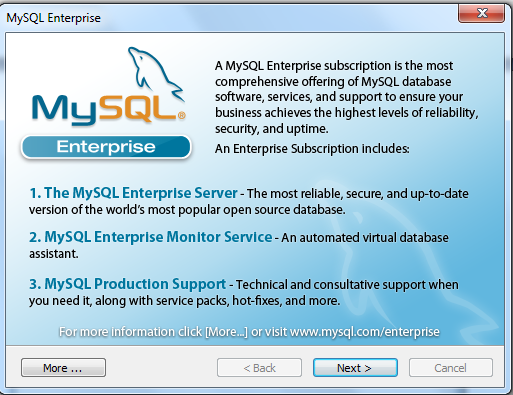 MySQL Enterprise
MySQL®
Enterprise
A MySQL Enterprise subscription is the most
comprehensive offering of MySQL database
software, services, and support to ensure your
business achieves the highest levels of reliability,
security, and uptime.
An Enterprise Subscription includes:
1. The MySQL Enterprise Server - The most reliable, secure, and up-to-date
version of the world's most popular open source database.
2. MySQL Enterprise Monitor Service - An automated virtual database
assistant.
3. MySQL Production Support - Technical and consultative support when
you need it, along with service packs, hot-fixes, and more.
For more information click [More...] or visit www.mysql.com/enterprise
More ...
< Back
Next >
Cancel